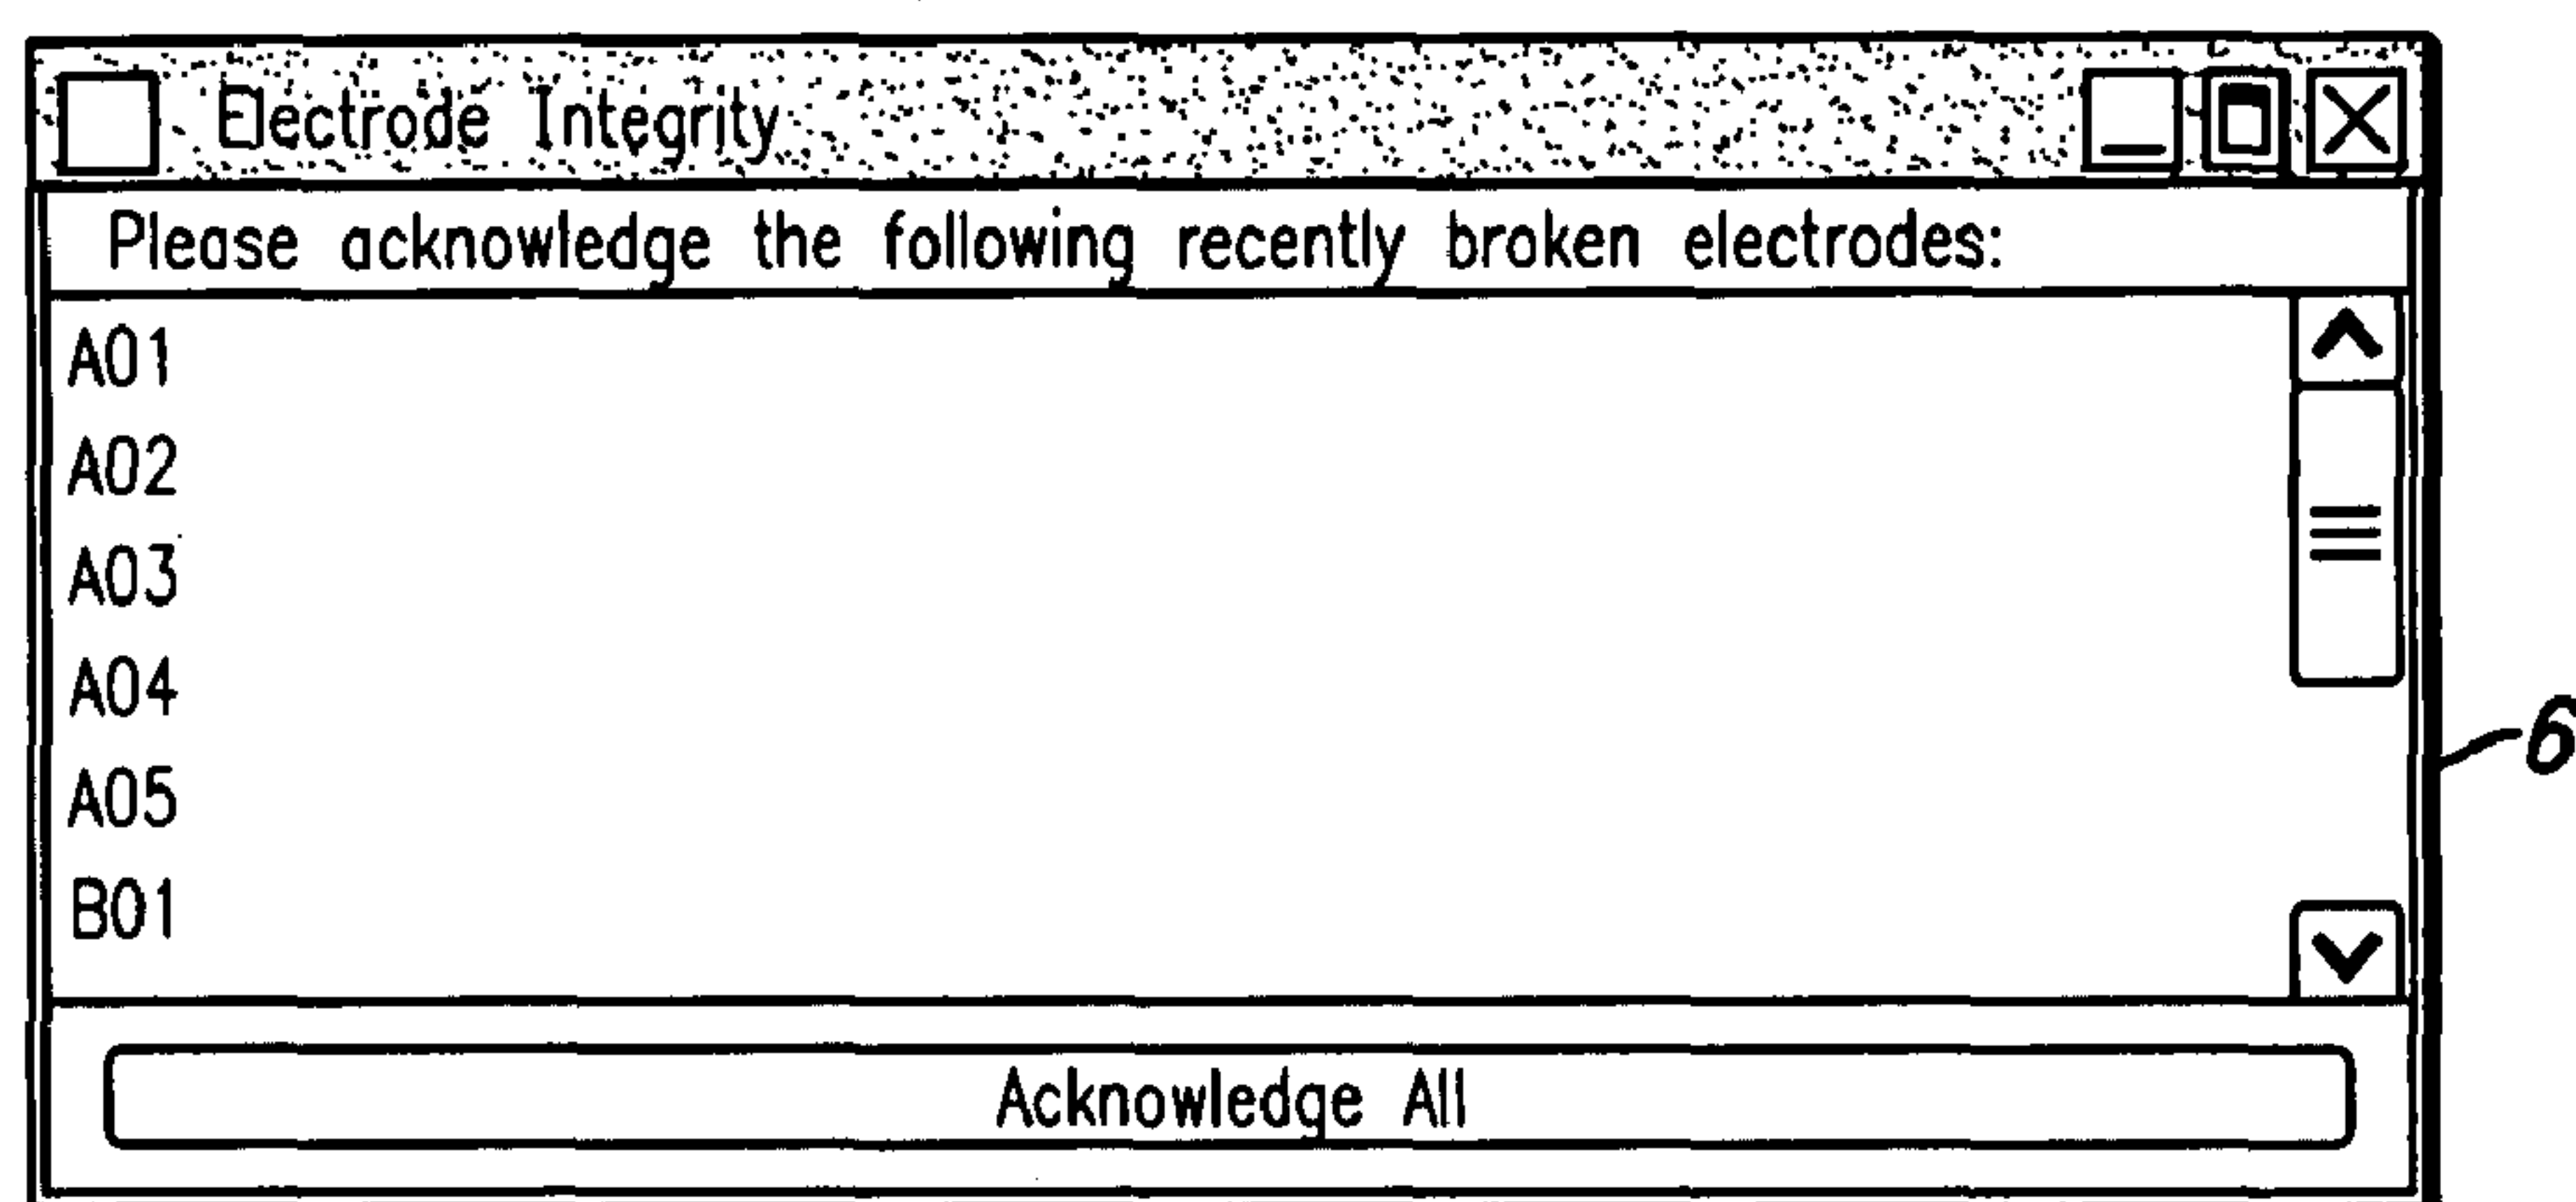 Electrode Integrity
Please acknowledge the following recently broken electrodes:
A01
A02
A03
A04
A05
B01
6
Acknowledge All